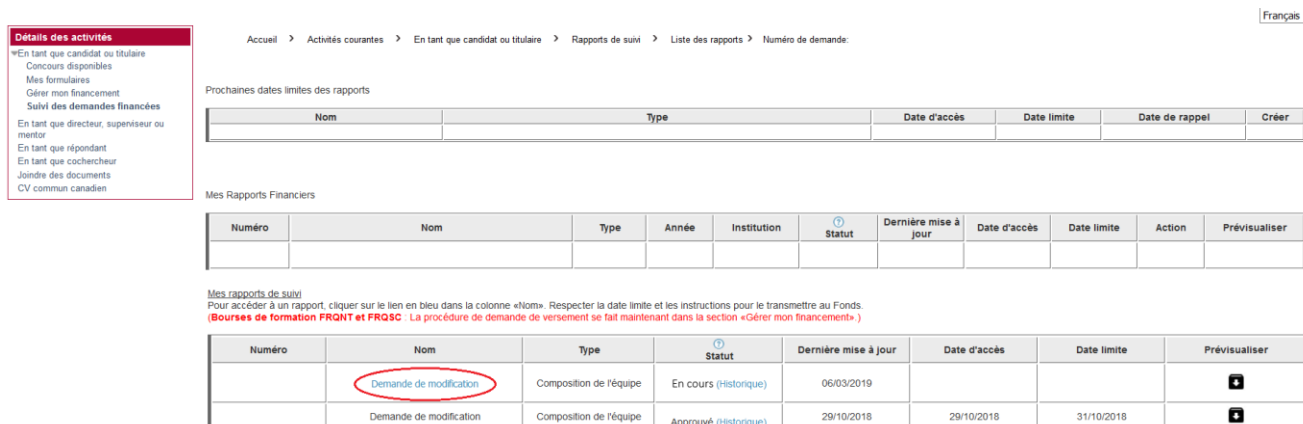 Français
Détails des activités
En tant que candidat ou titulaire
Concours disponibles
Mes formulaires
Gérer mon financement
Suivi des demandes financées
En tant que directeur, superviseur ou
mentor
En tant que répondant
En tant que cochercheur
Joindre des documents
CV commun canadien
Accueil > Activités courantes > En tant que candidat ou titulaire > Rapports de suivi > Liste des rapports > Numéro de demande:
Prochaines dates limites des rapports
Nom Type Date d'accès Date limite Date de rappel Créer
Mes Rapports Financiers
Numéro Nom Type Année Institution ? Statut Dernière mise à jour Date d'accès Date limite Action Prévisualiser
Mes rapports de suivi
Pour accéder à un rapport, cliquer sur le lien en bleu dans la colonne «Nom». Respecter la date limite et les instructions pour le transmettre au Fonds.
(Bourses de formation FRQNT et FRQSC : La procédure de demande de versement se fait maintenant dans la section «Gérer mon financement».)
Numéro Nom Type ? Statut Dernière mise à jour Date d'accès Date limite Prévisualiser
Demande de modification Composition de l'équipe En cours (Historique) 06/03/2019
Demande de modification Composition de l'équipe Approuvé (Historique) 29/10/2018 29/10/2018 31/10/2018